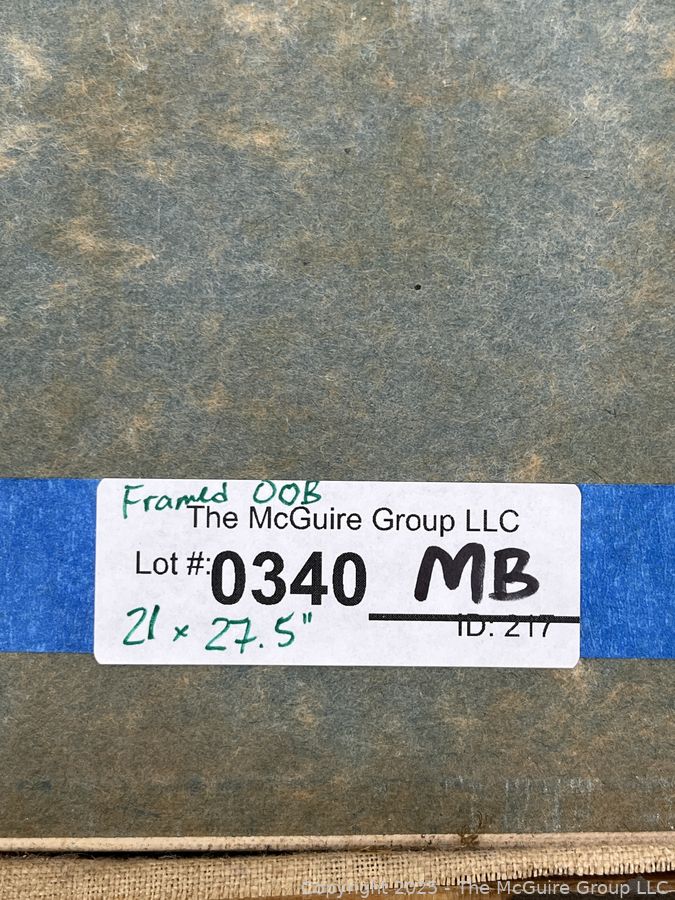 Framed OOB
The McGuire Group LLC
Lot #: 0340 MB
21 x 27.5"
ID: 217
Copyright 2025 - The McGuire Group LLC